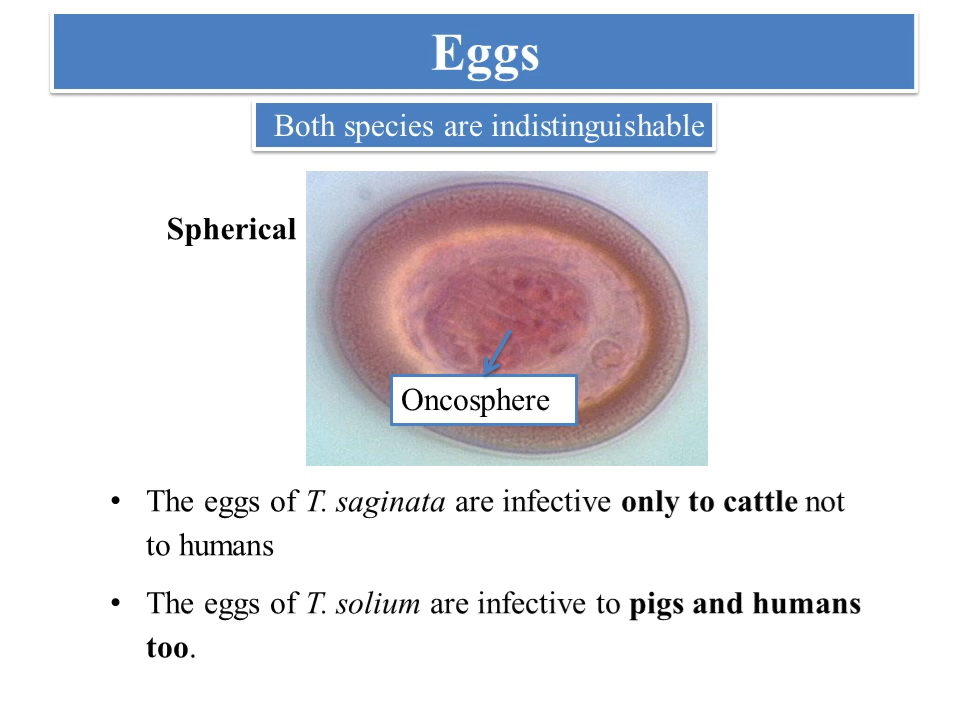 Eggs
Both species are indistinguishable
Spherical
Oncosphere
• The eggs of T. saginata are infective only to cattle not
to humans
• The eggs of T. solium are infective to pigs and humans
too.